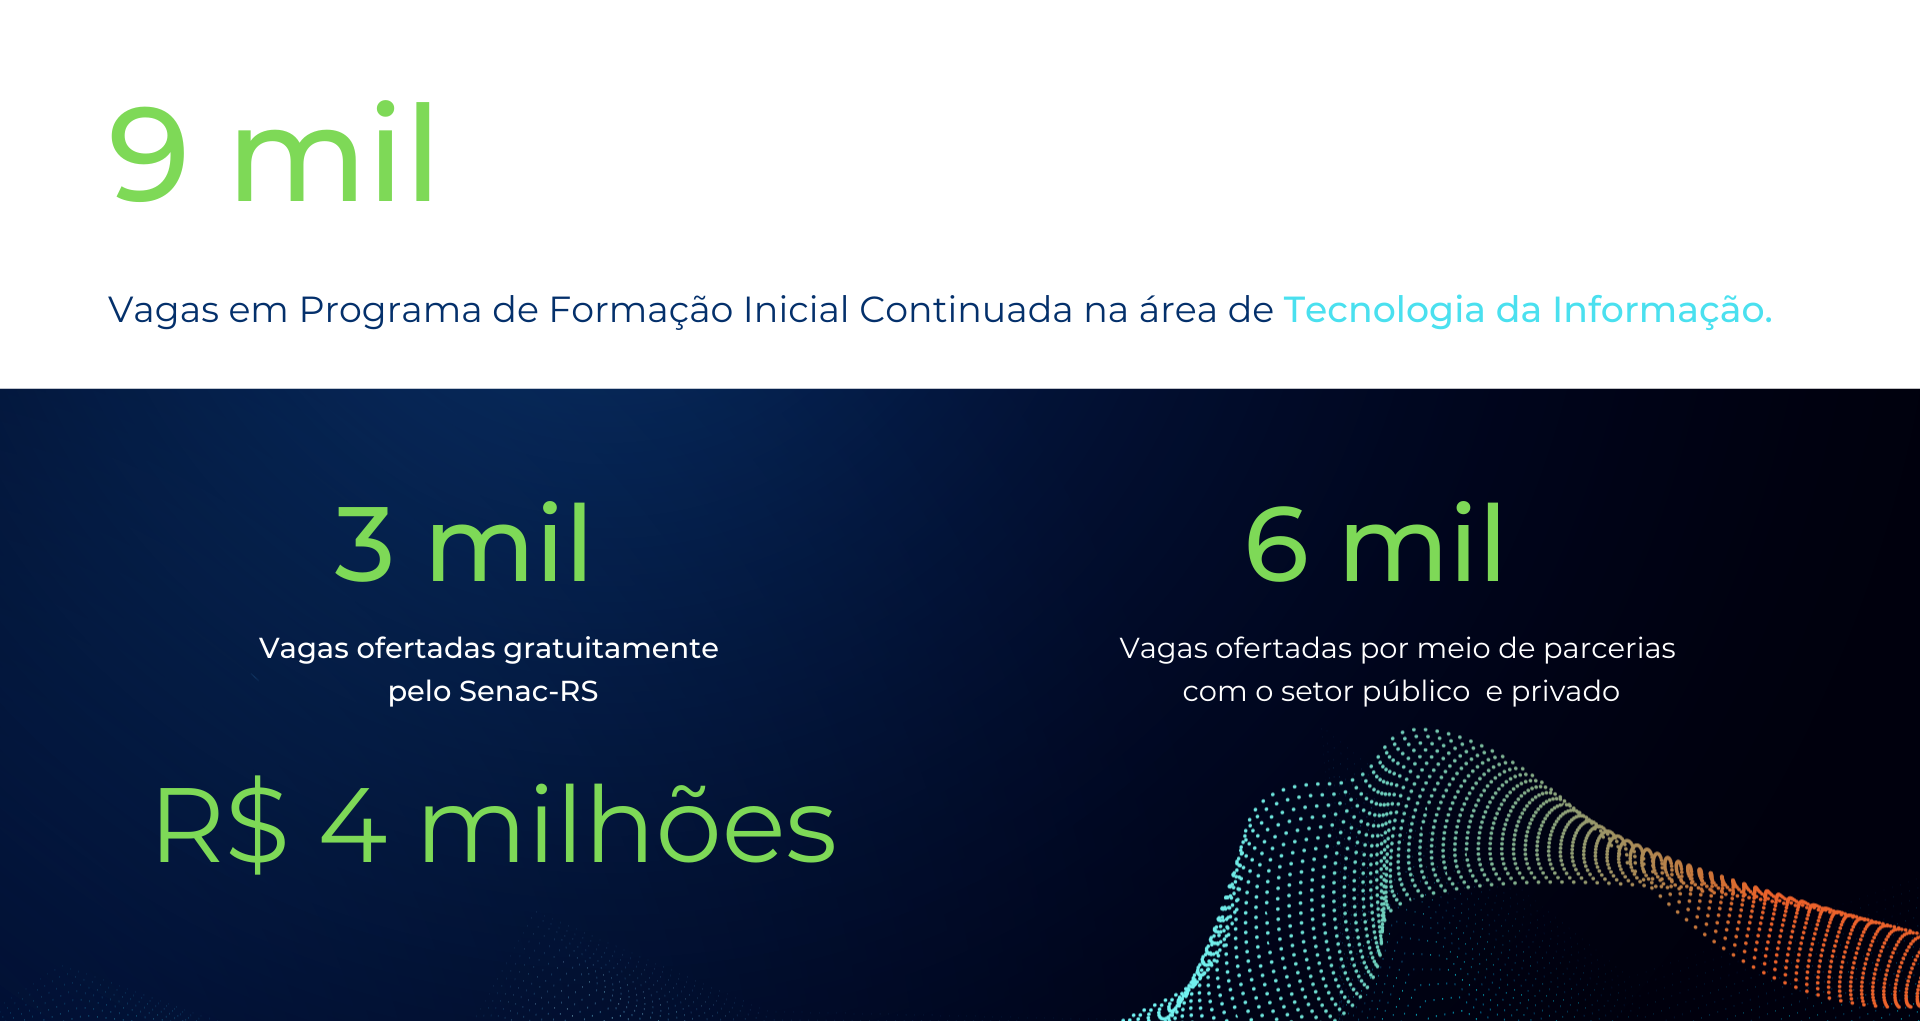 9 mil
Vagas em Programa de Formação Inicial Continuada na área de Tecnologia da Informação.
3 mil
Vagas ofertadas gratuitamente
pelo Senac-RS
R$ 4 milhões
6 mil
Vagas ofertadas por meio de parcerias
com o setor público e privado